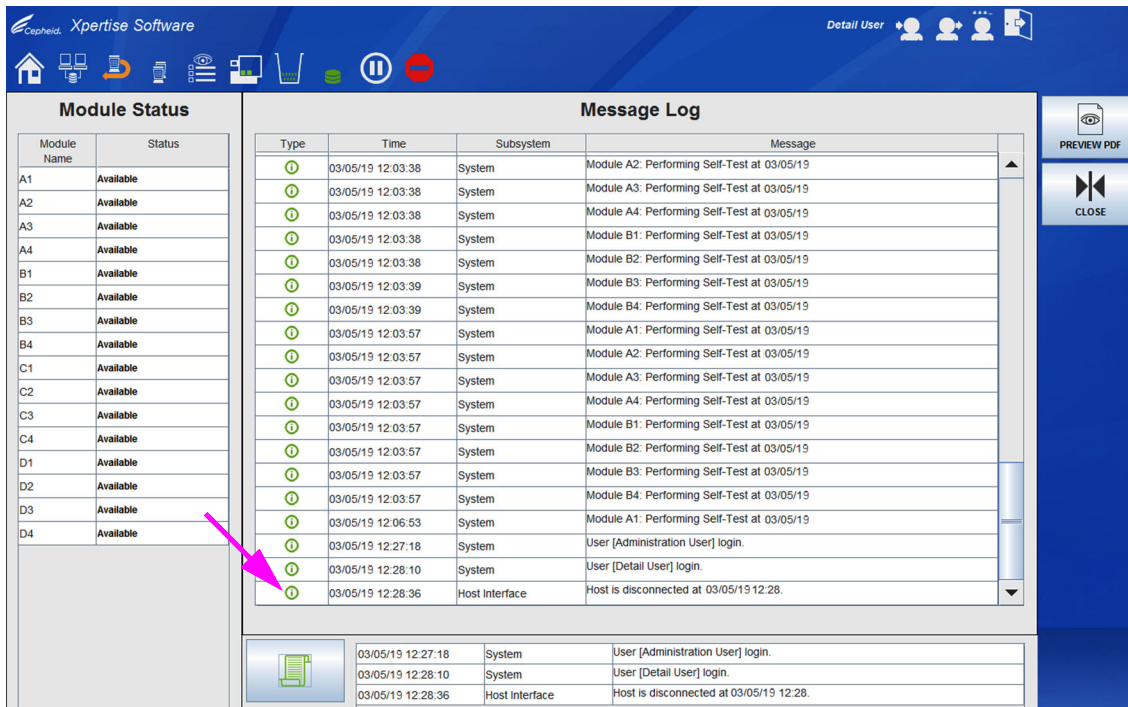 Cepheid. Xpertise Software
Detail User
Module Status
Message Log
PREVIEW PDF
CLOSE
Module Name Status
A1 Available
A2 Available
A3 Available
A4 Available
B1 Available
B2 Available
B3 Available
B4 Available
C1 Available
C2 Available
C3 Available
C4 Available
D1 Available
D2 Available
D3 Available
D4 Available
Type Time Subsystem Message
03/05/19 12:03:38 System Module A2: Performing Self-Test at 03/05/19
03/05/19 12:03:38 System Module A3: Performing Self-Test at 03/05/19
03/05/19 12:03:38 System Module A4: Performing Self-Test at 03/05/19
03/05/19 12:03:38 System Module B1: Performing Self-Test at 03/05/19
03/05/19 12:03:38 System Module B2: Performing Self-Test at 03/05/19
03/05/19 12:03:39 System Module B3: Performing Self-Test at 03/05/19
03/05/19 12:03:39 System Module B4: Performing Self-Test at 03/05/19
03/05/19 12:03:57 System Module A1: Performing Self-Test at 03/05/19
03/05/19 12:03:57 System Module A2: Performing Self-Test at 03/05/19
03/05/19 12:03:57 System Module A3: Performing Self-Test at 03/05/19
03/05/19 12:03:57 System Module A4: Performing Self-Test at 03/05/19
03/05/19 12:03:57 System Module B1: Performing Self-Test at 03/05/19
03/05/19 12:03:57 System Module B2: Performing Self-Test at 03/05/19
03/05/19 12:03:57 System Module B3: Performing Self-Test at 03/05/19
03/05/19 12:03:57 System Module B4: Performing Self-Test at 03/05/19
03/05/19 12:06:53 System Module A1: Performing Self-Test at 03/05/19
03/05/19 12:27:18 System User [Administration User] login.
03/05/19 12:28:10 System User [Detail User] login.
03/05/19 12:28:36 Host Interface Host is disconnected at 03/05/19 12:28.
03/05/19 12:27:18 System User [Administration User] login.
03/05/19 12:28:10 System User [Detail User] login.
03/05/19 12:28:36 Host Interface Host is disconnected at 03/05/19 12:28.